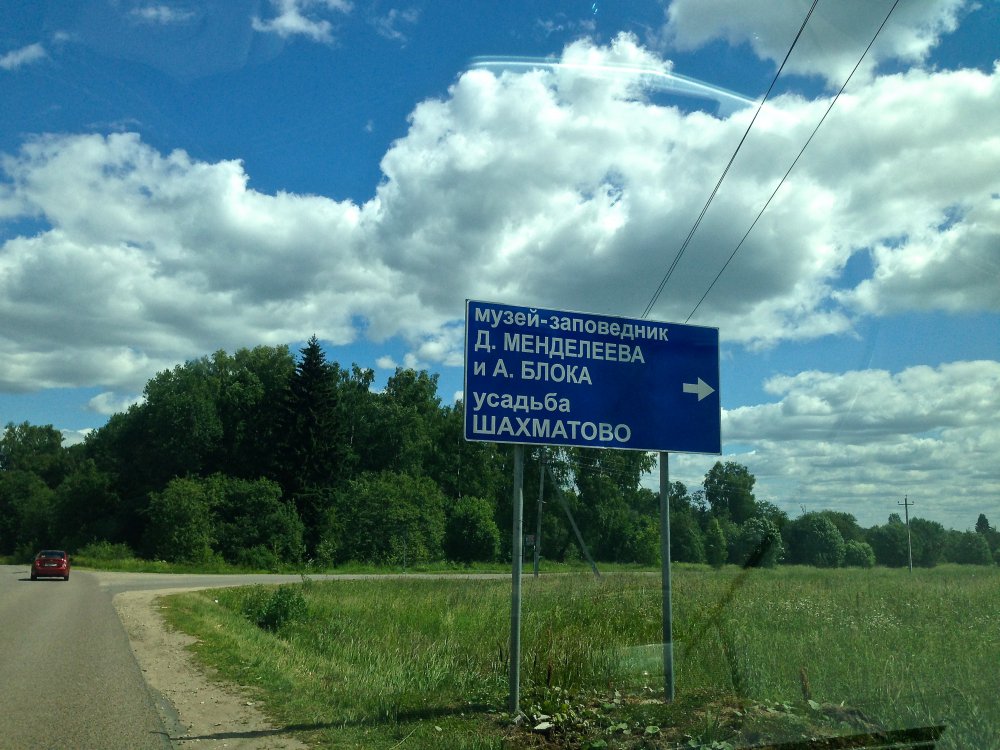 музей-заповедник
Д. МЕНДЕЛЕЕВА
и А. БЛОКА
усадьба
ШАХМАТОВО